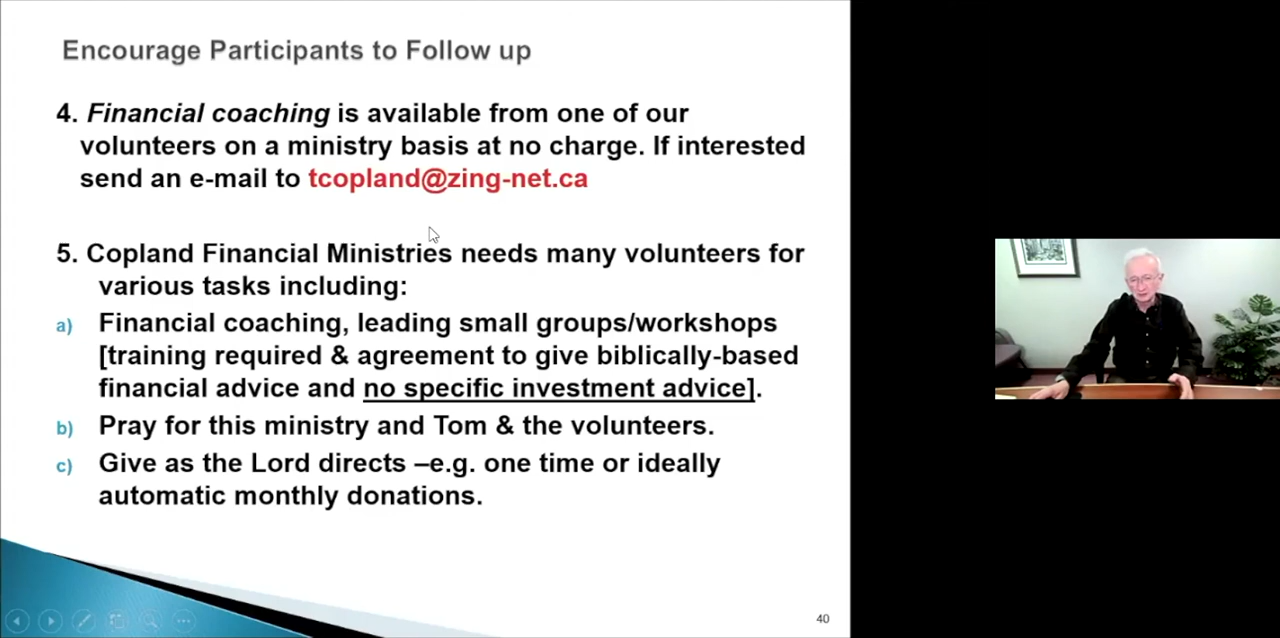 Encourage Participants to Follow up
4. Financial coaching is available from one of our
volunteers on a ministry basis at no charge. If interested
send an e-mail to tcopland@zing-net.ca
5. Copland Financial Ministries needs many volunteers for
various tasks including:
a) Financial coaching, leading small groups/workshops
[training required & agreement to give biblically-based
financial advice and no specific investment advice].
b) Pray for this ministry and Tom & the volunteers.
c) Give as the Lord directs –e.g. one time or ideally
automatic monthly donations.
40